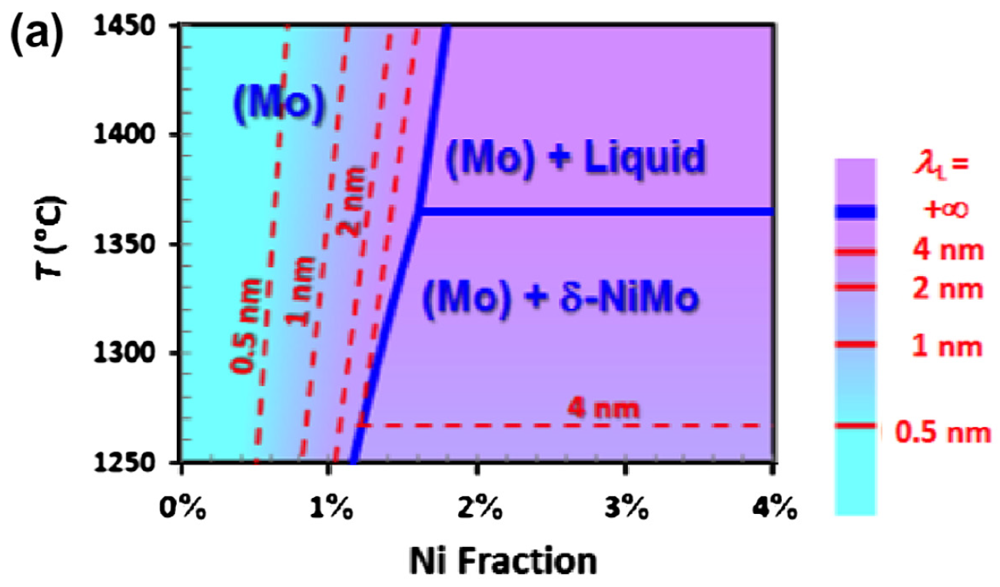 (a)
1450
1400
1350
1300
1250
T (°C)
(Mo)
(Mo) + Liquid
(Mo) + δ-NiMo
0.5 nm
1 nm
2 nm
4 nm
0%
1%
2%
3%
4%
Ni Fraction
λL =
+∞
4 nm
2 nm
1 nm
0.5 nm